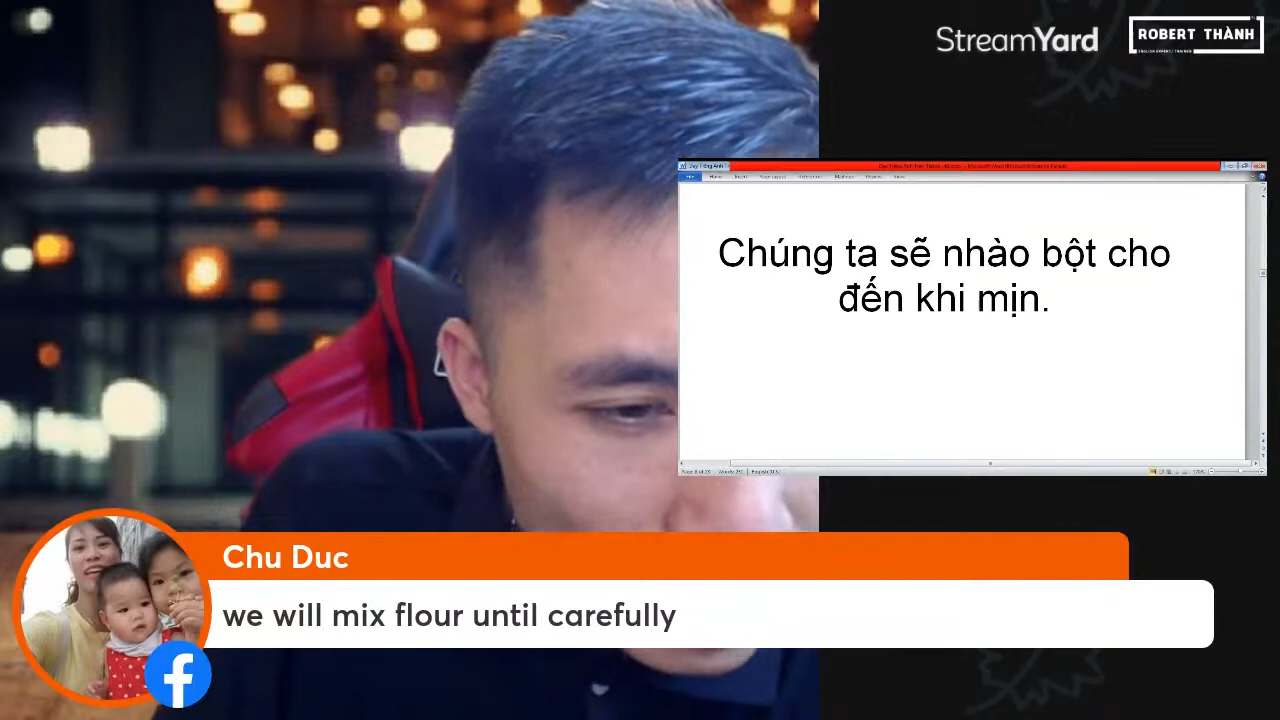 StreamYard
ROBERT THÀNH
Chúng ta sẽ nhào bột cho
đến khi mịn.
Chu Duc
we will mix flour until carefully